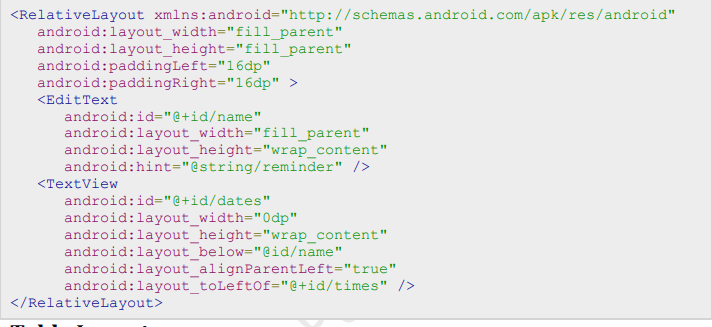 <RelativeLayout xmlns:android="http://schemas.android.com/apk/res/android"
    android:layout_width="fill_parent"
    android:layout_height="fill_parent"
    android:paddingLeft="16dp"
    android:paddingRight="16dp" >
    <EditText
        android:id="@+id/name"
        android:layout_width="fill_parent"
        android:layout_height="wrap_content"
        android:hint="@string/reminder" />
    <TextView
        android:id="@+id/dates"
        android:layout_width="0dp"
        android:layout_height="wrap_content"
        android:layout_below="@id/name"
        android:layout_alignParentLeft="true"
        android:layout_toLeftOf="@+id/times" />
</RelativeLayout>